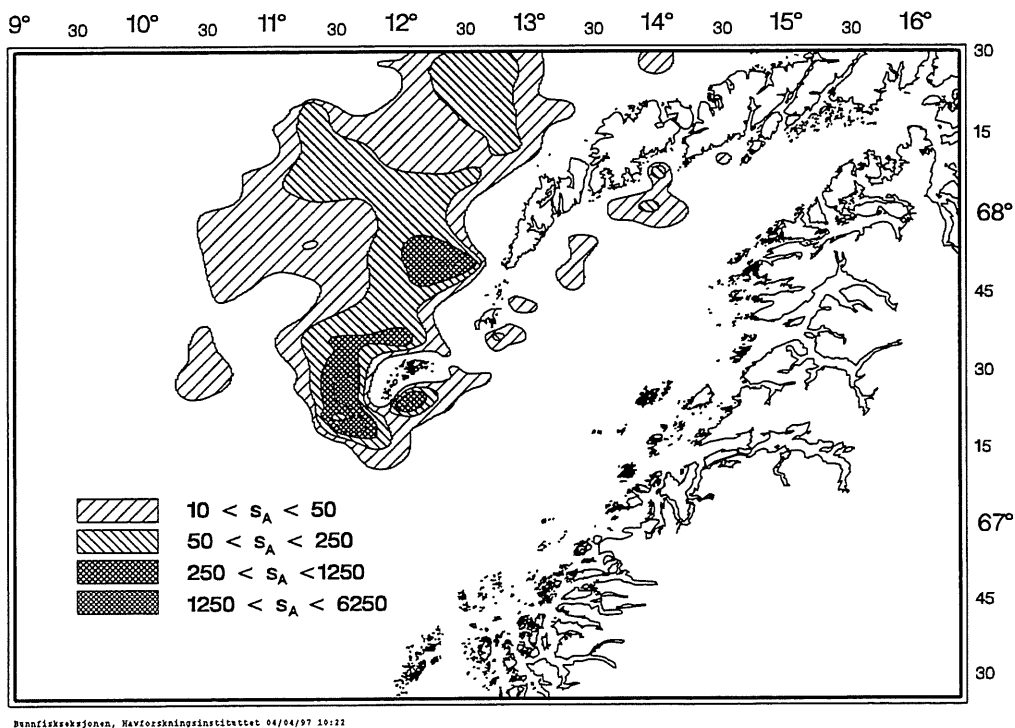 9° 30 10° 30 11° 30 12° 30 13° 30 14° 30 15° 30 16°
30
15
68°
45
30
15
67°
45
30
10 < sA < 50
50 < sA < 250
250 < sA <1250
1250 < sA < 6250
Bunnfiskseksjonen, Havforskningsinstituttet 04/04/97 10:22